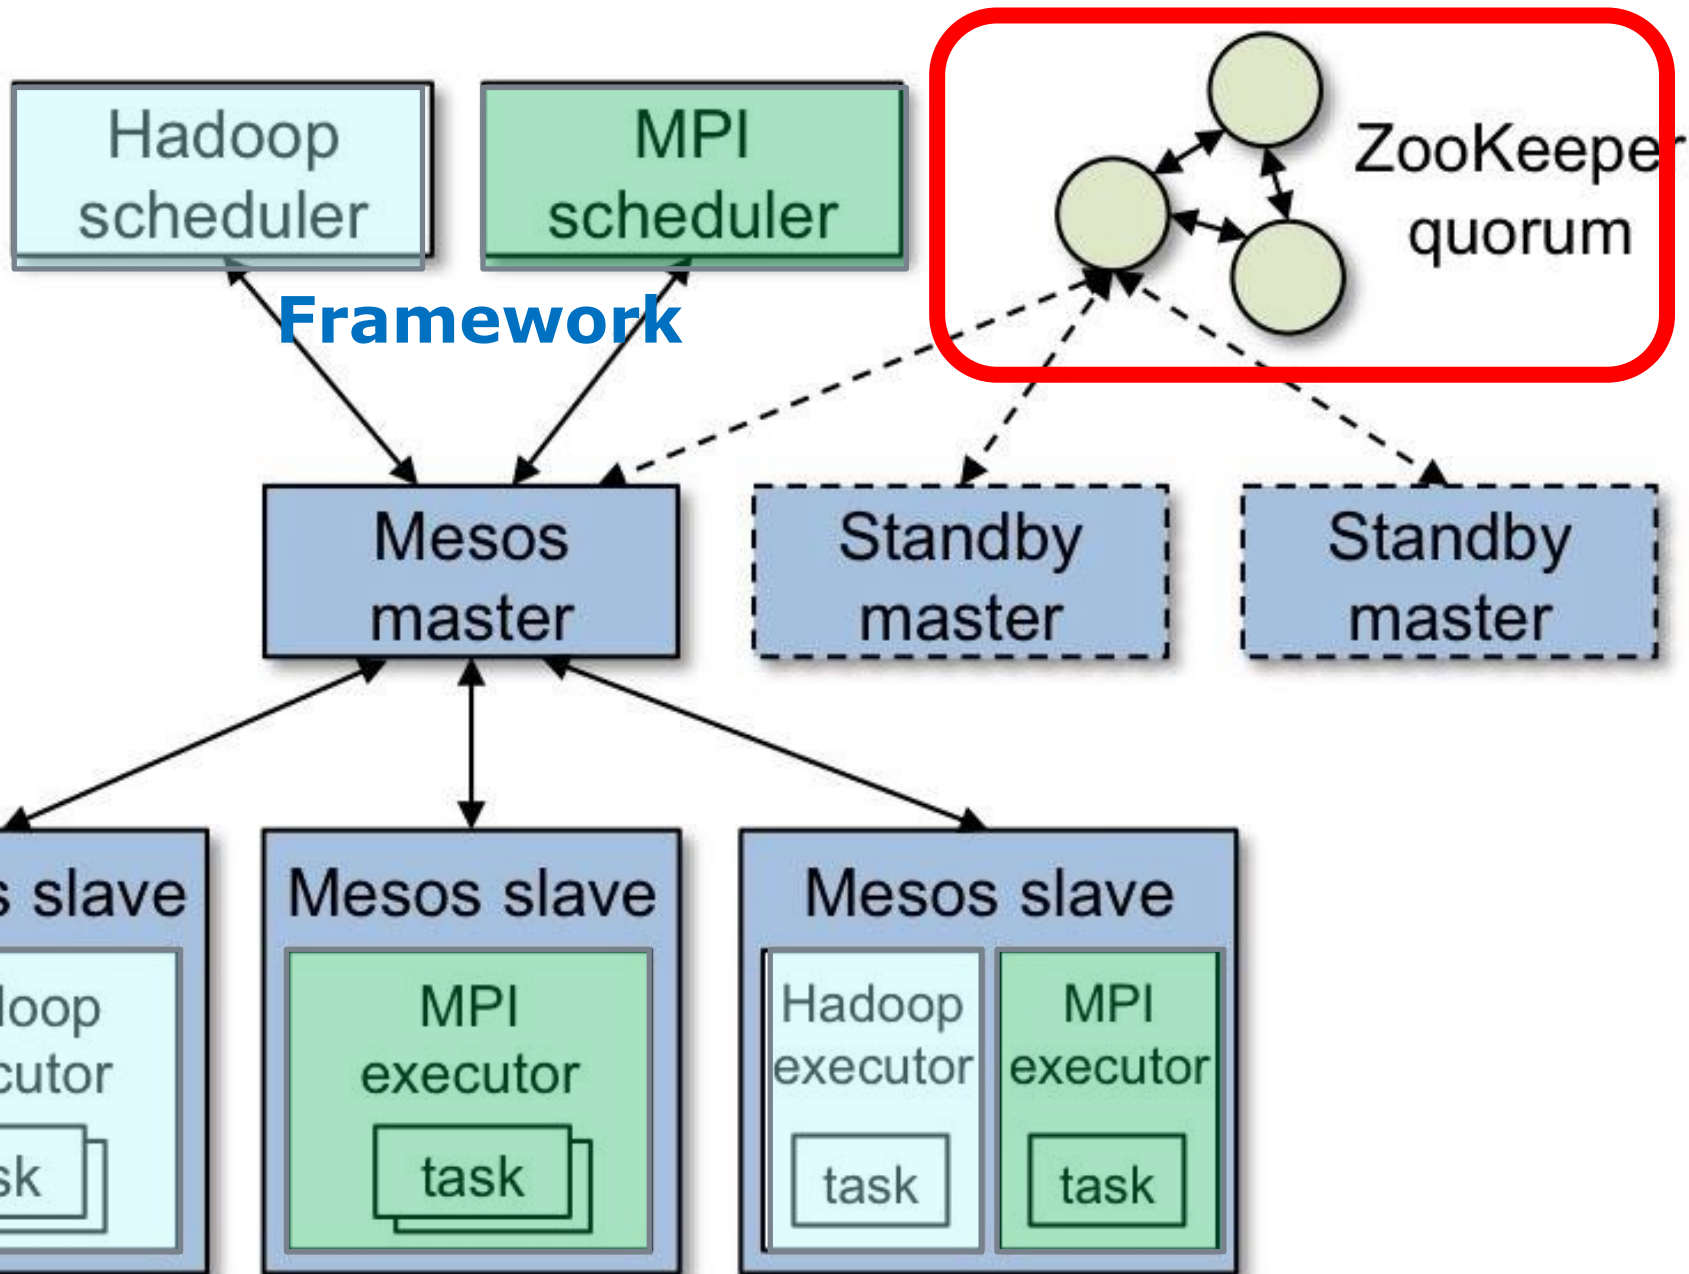 Hadoop
scheduler
MPI
scheduler
ZooKeeper
quorum
Framework
Mesos
master
Standby
master
Standby
master
slave
Mesos slave
Mesos slave
MPI
executor
task
Hadoop
executor
task
MPI
executor
task